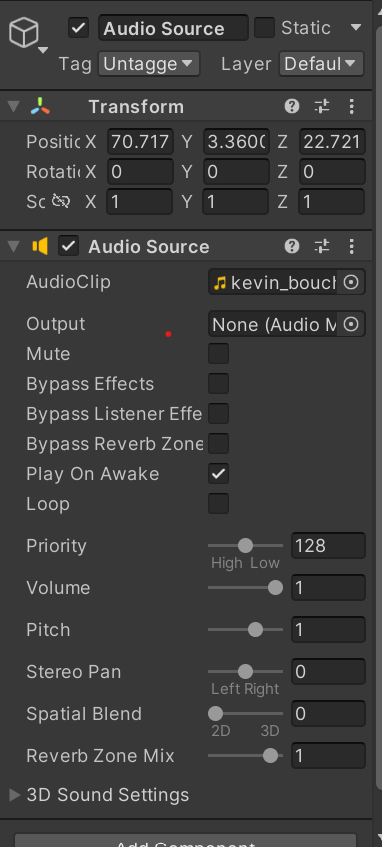 Audio Source Static
Tag Untagge Layer Defaul
Transform
Positic X 70.717 Y 3.360 Z 22.721
Rotati X 0 Y 0 Z 0
Sc X 1 Y 1 Z 1
Audio Source
AudioClip kevin_boucl
Output None (Audio M
Mute
Bypass Effects
Bypass Listener Effe
Bypass Reverb Zone
Play On Awake
Loop
Priority 128
High Low
Volume 1
Pitch 1
Stereo Pan 0
Left Right
Spatial Blend 0
2D 3D
Reverb Zone Mix 1
3D Sound Settings
Add Component